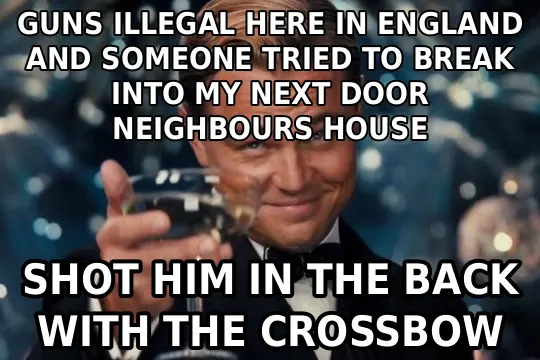 GUNS ILLEGAL HERE IN ENGLAND
AND SOMEONE TRIED TO BREAK
INTO MY NEXT DOOR
NEIGHBOURS HOUSE
SHOT HIM IN THE BACK
WITH THE CROSSBOW